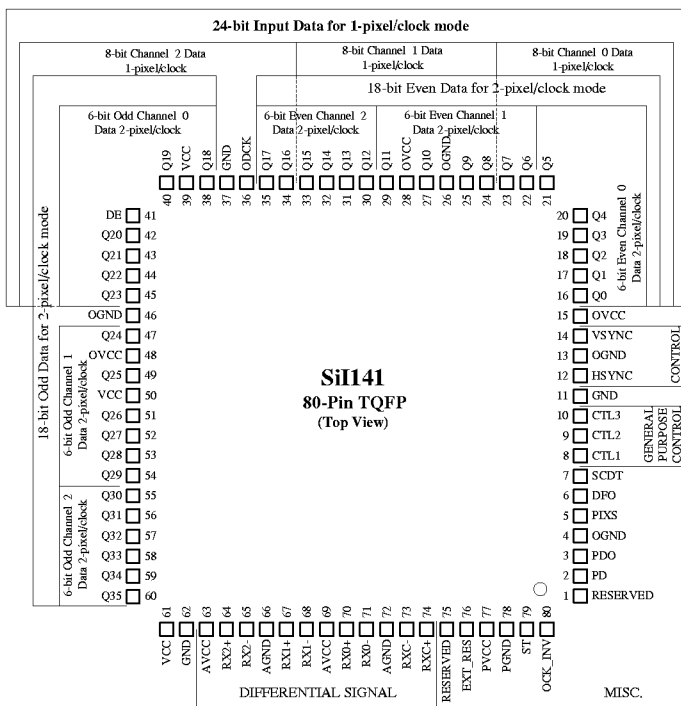 24-bit Input Data for 1-pixel/clock mode
8-bit Channel 2 Data
1-pixel/clock
8-bit Channel 1 Data
1-pixel/clock
8-bit Channel 0 Data
1-pixel/clock
18-bit Even Data for 2-pixel/clock mode
6-bit Odd Channel 0
Data 2-pixel/clock
6-bit Even Channel 2
Data 2-pixel/clock
6-bit Even Channel 1
Data 2-pixel/clock
Q19 VCC Q18 GND ODCK Q17 Q16 Q15 Q14 Q13 Q12 Q11 OVCC Q10 OGND Q9 Q8 Q7 Q6 Q5
40 39 38 37 36 35 34 33 32 31 30 29 28 27 26 25 24 23 22 21
DE 41
Q20 42
Q21 43
Q22 44
Q23 45
OGND 46
Q24 47
OVCC 48
Q25 49
VCC 50
Q26 51
Q27 52
Q28 53
Q29 54
Q30 55
Q31 56
Q32 57
Q33 58
Q34 59
Q35 60
18-bit Odd Data for 2-pixel/clock mode
6-bit Odd Channel 1
Data 2-pixel/clock
6-bit Odd Channel 2
Data 2-pixel/clock
SiI141
80-Pin TQFP
(Top View)
20 Q4
19 Q3
18 Q2
17 Q1
16 Q0
15 OVCC
14 VSYNC
13 OGND
12 HSYNC
11 GND
10 CTL3
9 CTL2
8 CTL1
7 SCDT
6 DFO
5 PIXS
4 OGND
3 PDO
2 PD
1 RESERVED
6-bit Even Channel 0
Data 2-pixel/clock
CONTROL
GENERAL
PURPOSE
CONTROL
61 62 63 64 65 66 67 68 69 70 71 72 73 74 75 76 77 78 79 80
VCC GND AVCC RX2+ RX2- AGND RX1+ RX1- AVCC RX0+ RX0- AGND RXC- RXC+ RESERVED EXT_RES PVCC PGND ST OCK_INV
DIFFERENTIAL SIGNAL
MISC.